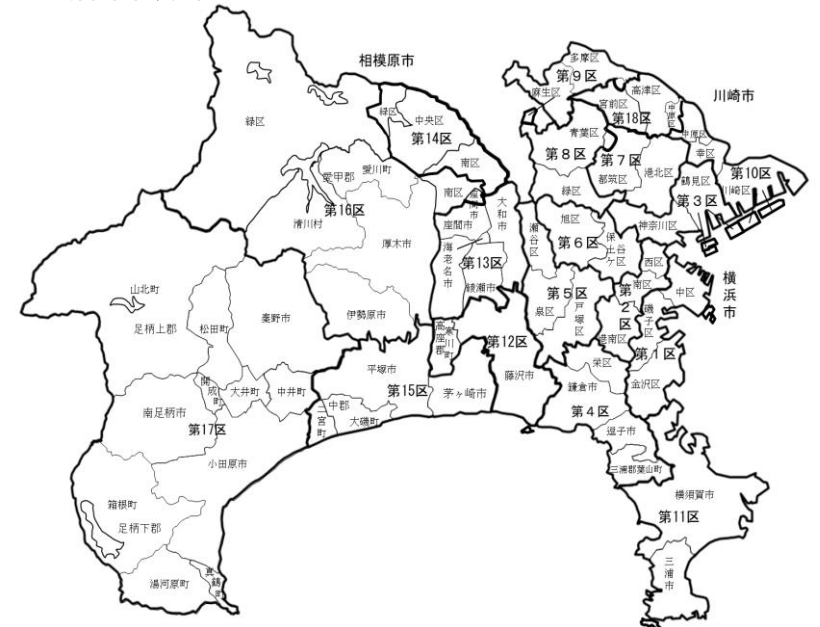 相模原市
緑区
緑区
中央区
第14区
南区
南区
座間市
愛川町
愛甲郡
第16区
清川村
厚木市
伊勢原市
座間市
海老名市
第13区
綾瀬市
大和市
多摩区
第9区
麻生区
高津区
宮前区
第18区
中原区
川崎市
中原区
幸区
青葉区
第8区
第7区
都筑区
港北区
緑区
鶴見区
第3区
第10区
川崎区
神奈川区
旭区
第6区
保土ケ谷区
瀬谷区
西区
南区
中区
横浜市
第2区
磯子区
港南区
第5区
戸塚区
泉区
第1区
金沢区
栄区
鎌倉市
第4区
逗子市
三浦郡葉山町
横須賀市
第11区
三浦市
第12区
藤沢市
寒川町
高座郡
平塚市
第15区
茅ヶ崎市
中郡
大磯町
二宮町
山北町
足柄上郡
松田町
秦野市
開成町
大井町
中井町
南足柄市
第17区
小田原市
箱根町
足柄下郡
湯河原町
真鶴町